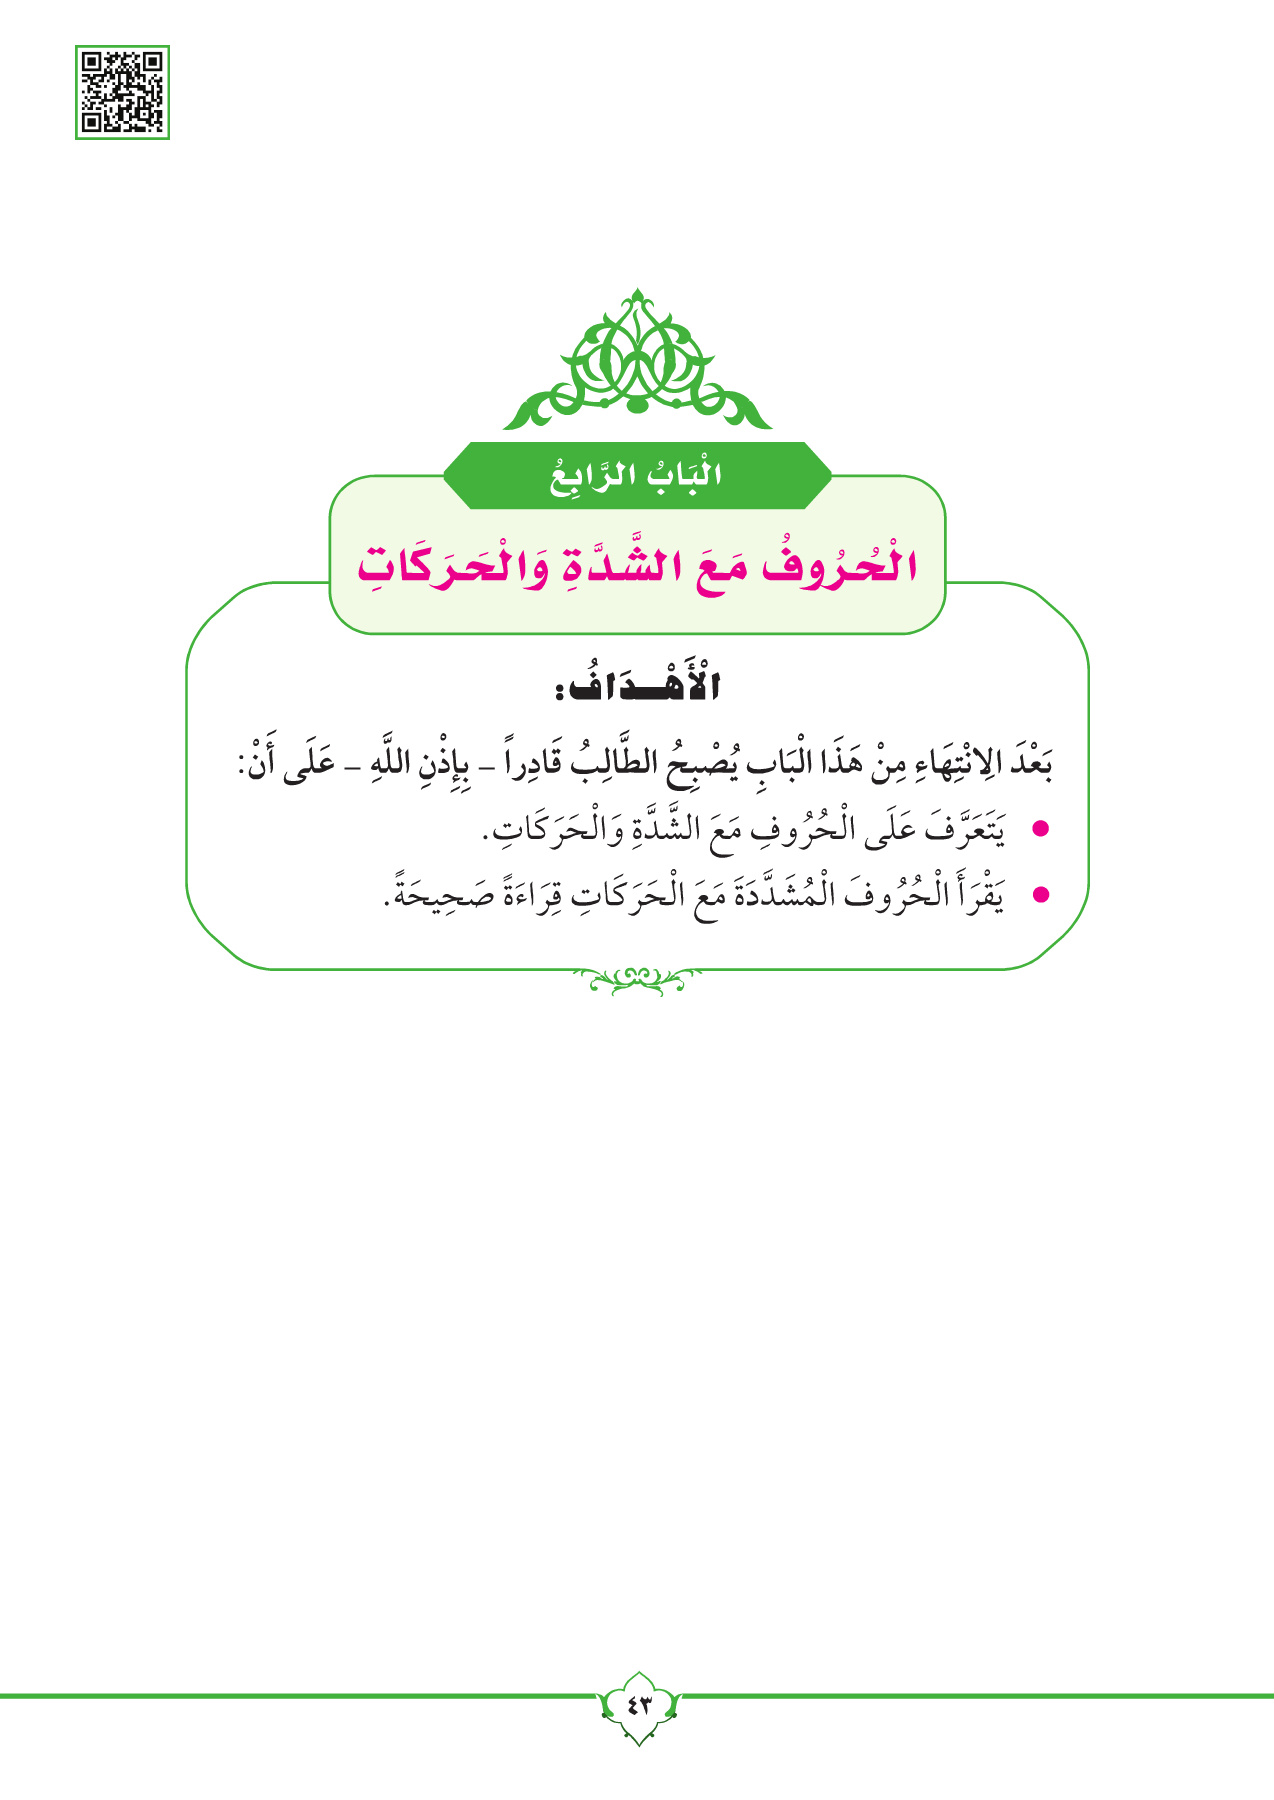 الْبَابُ الرَّابِعُ
الْحُرُوفُ مَعَ الشَّدَّةِ وَالْحَرَكَاتِ
الْأَهْـــدَافُ:
بَعْدَ الِانْتِهَاءِ مِنْ هَذَا الْبَابِ يُصْبِحُ الطَّالِبُ قَادِراً – بِإِذْنِ اللَّهِ – عَلَى أَنْ:
• يَتَعَرَّفَ عَلَى الْحُرُوفِ مَعَ الشَّدَّةِ وَالْحَرَكَاتِ.
• يَقْرَأَ الْحُرُوفَ الْمُشَدَّدَةَ مَعَ الْحَرَكَاتِ قِرَاءَةً صَحِيحَةً.
٤٣